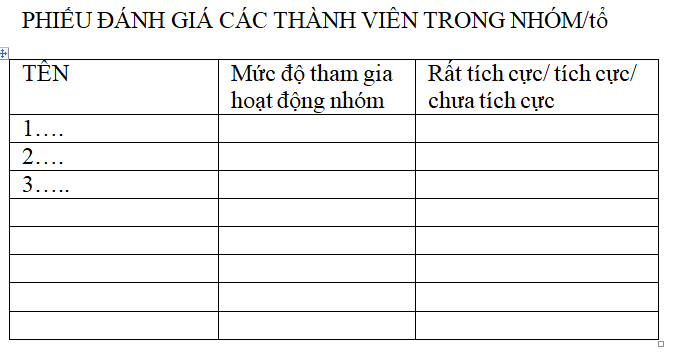 PHIẾU ĐÁNH GIÁ CÁC THÀNH VIÊN TRONG NHÓM/tổ
TÊN
Mức độ tham gia
hoạt động nhóm
Rất tích cực/ tích cực/
chưa tích cực
1….
2….
3…..